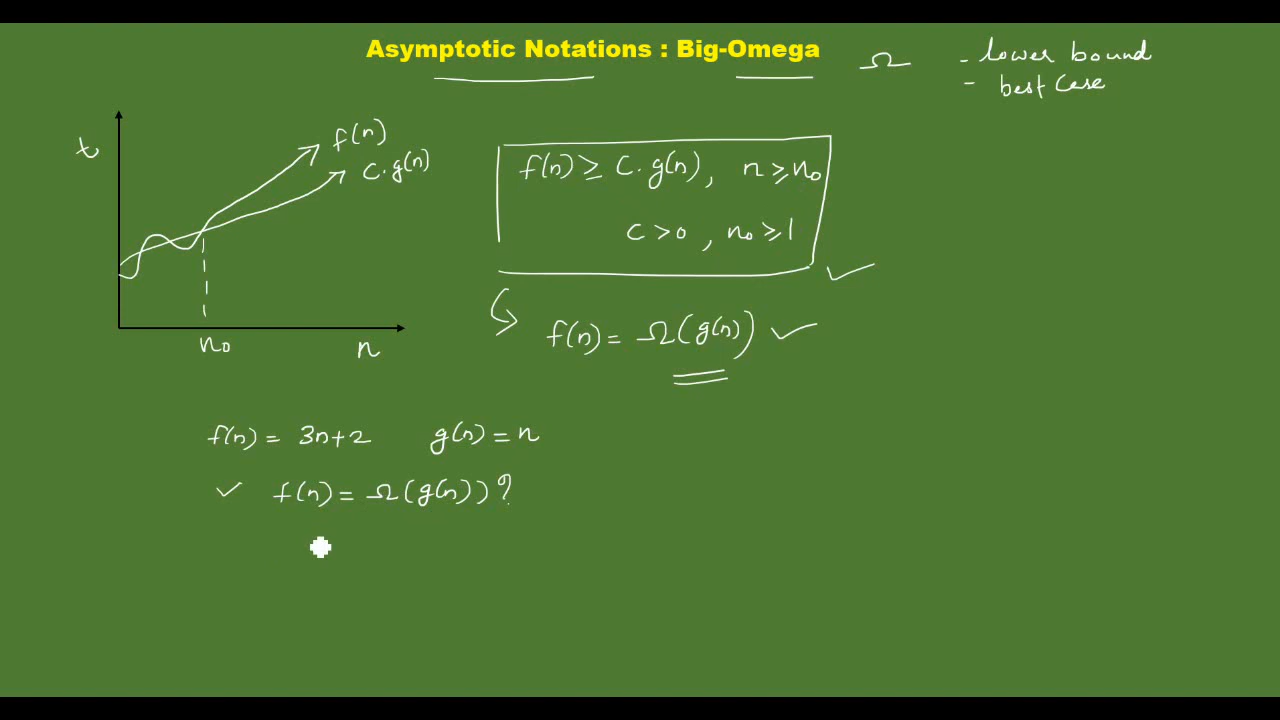 Asymptotic Notations : Big-Omega
Ω - lower bound
- best case
t
f(n)
c.g(n)
n₀
n
f(n) ≥ c.g(n), n ≥ n₀
c > 0, n₀ ≥ 1
f(n) = Ω(g(n)) ✓
f(n) = 3n+2 g(n) = n
✓ f(n) = Ω(g(n)) ?